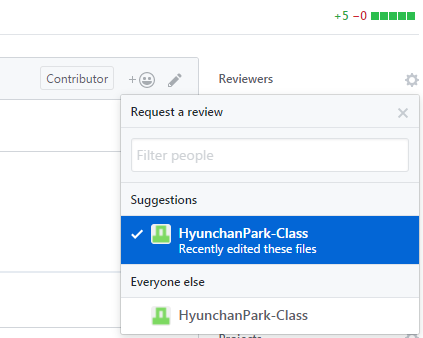 +5 −0
Contributor
Reviewers
Request a review
Filter people
Suggestions
HyunchanPark-Class
Recently edited these files
Everyone else
HyunchanPark-Class
Projects